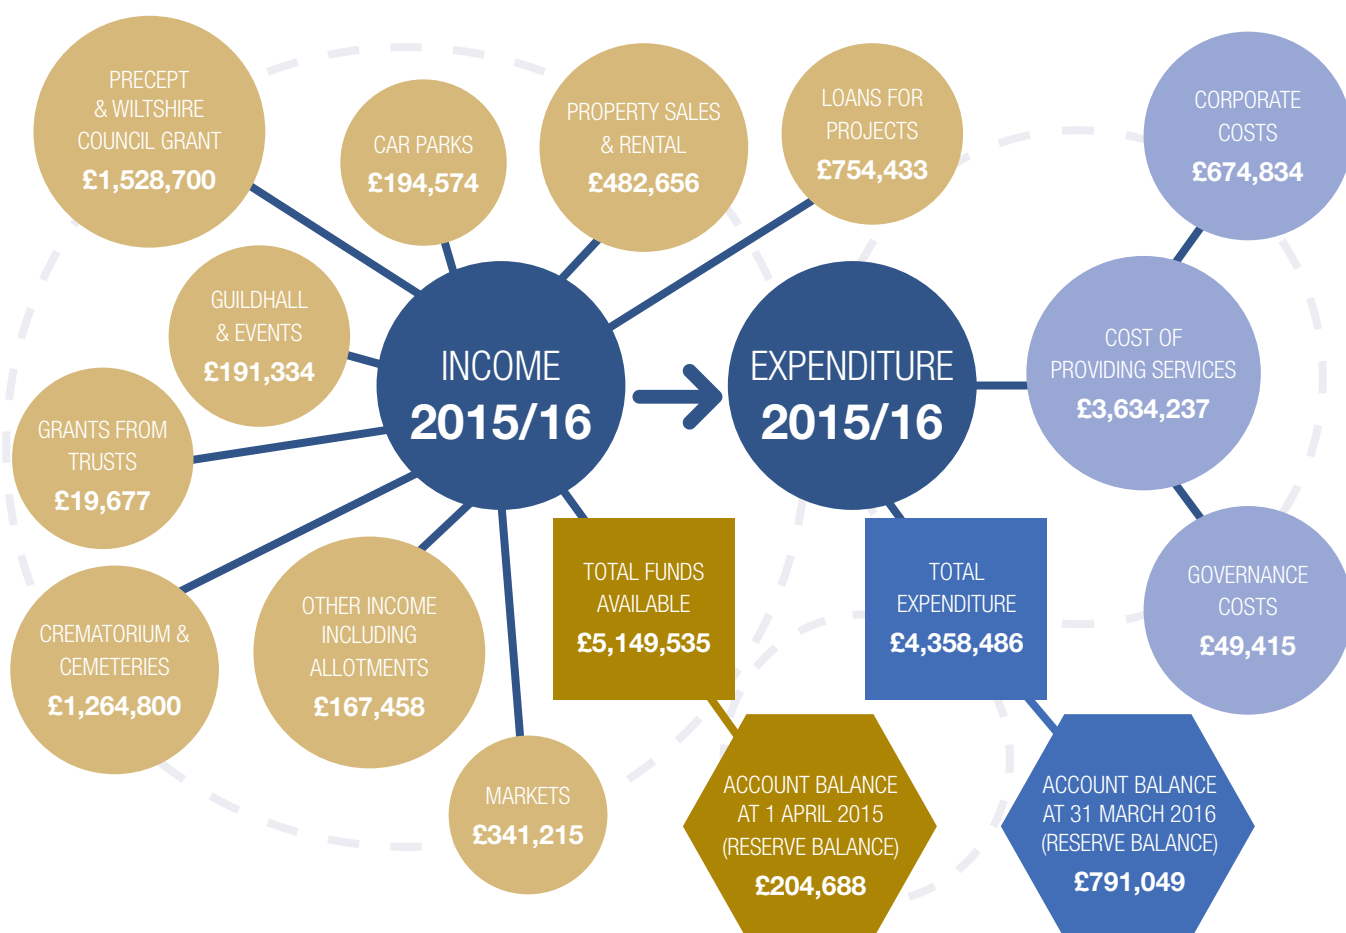 PRECEPT
& WILTSHIRE
COUNCIL GRANT
£1,528,700
CAR PARKS
£194,574
PROPERTY SALES
& RENTAL
£482,656
LOANS FOR
PROJECTS
£754,433
CORPORATE
COSTS
£674,834
GUILDHALL
& EVENTS
£191,334
INCOME
2015/16
EXPENDITURE
2015/16
COST OF
PROVIDING SERVICES
£3,634,237
GRANTS FROM
TRUSTS
£19,677
CREMATORIUM &
CEMETERIES
£1,264,800
OTHER INCOME
INCLUDING
ALLOTMENTS
£167,458
MARKETS
£341,215
TOTAL FUNDS
AVAILABLE
£5,149,535
TOTAL
EXPENDITURE
£4,358,486
GOVERNANCE
COSTS
£49,415
ACCOUNT BALANCE
AT 1 APRIL 2015
(RESERVE BALANCE)
£204,688
ACCOUNT BALANCE
AT 31 MARCH 2016
(RESERVE BALANCE)
£791,049